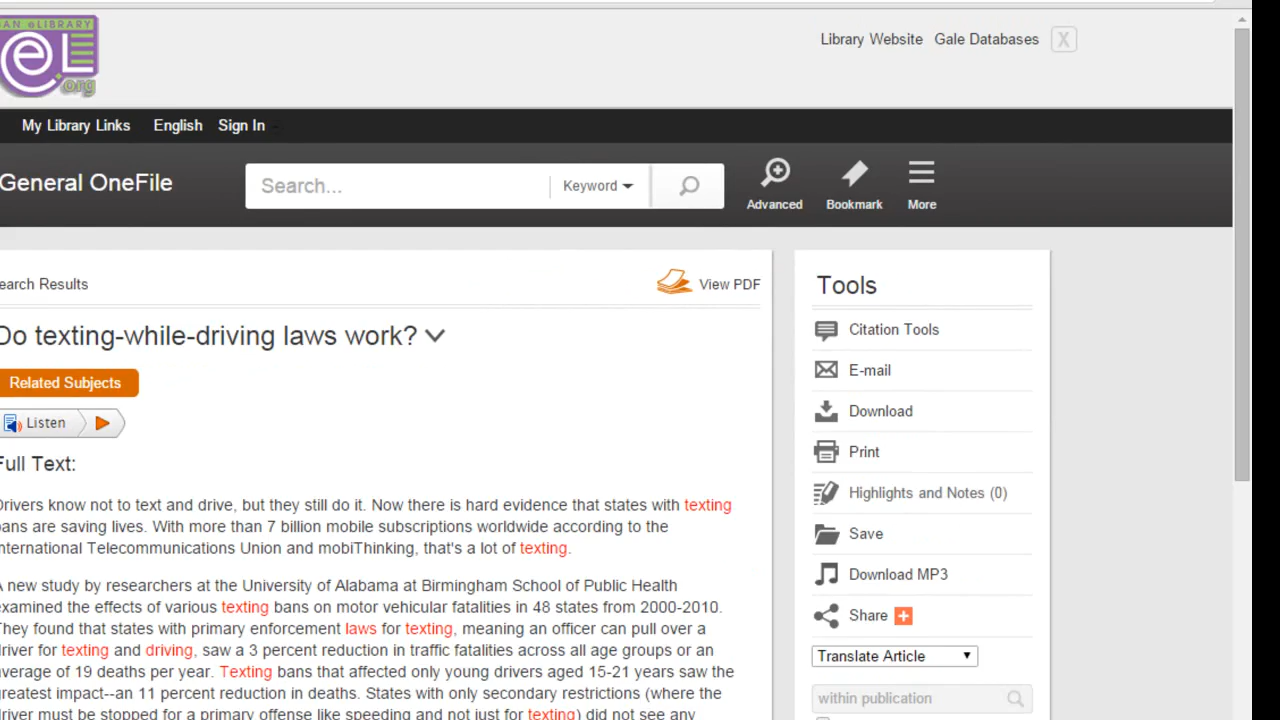 AN eLIBRARY
eL
.org
Library Website Gale Databases X
My Library Links English Sign In
General OneFile Search... Keyword
Advanced Bookmark More
earch Results View PDF
Do texting-while-driving laws work?
Related Subjects
Listen
Full Text:
Drivers know not to text and drive, but they still do it. Now there is hard evidence that states with texting
bans are saving lives. With more than 7 billion mobile subscriptions worldwide according to the
nternational Telecommunications Union and mobiThinking, that's a lot of texting.
A new study by researchers at the University of Alabama at Birmingham School of Public Health
examined the effects of various texting bans on motor vehicular fatalities in 48 states from 2000-2010.
They found that states with primary enforcement laws for texting, meaning an officer can pull over a
driver for texting and driving, saw a 3 percent reduction in traffic fatalities across all age groups or an
average of 19 deaths per year. Texting bans that affected only young drivers aged 15-21 years saw the
greatest impact--an 11 percent reduction in deaths. States with only secondary restrictions (where the
driver must be stopped for a primary offense like speeding and not just for texting) did not see any
Tools
Citation Tools
E-mail
Download
Print
Highlights and Notes (0)
Save
Download MP3
Share
Translate Article
within publication